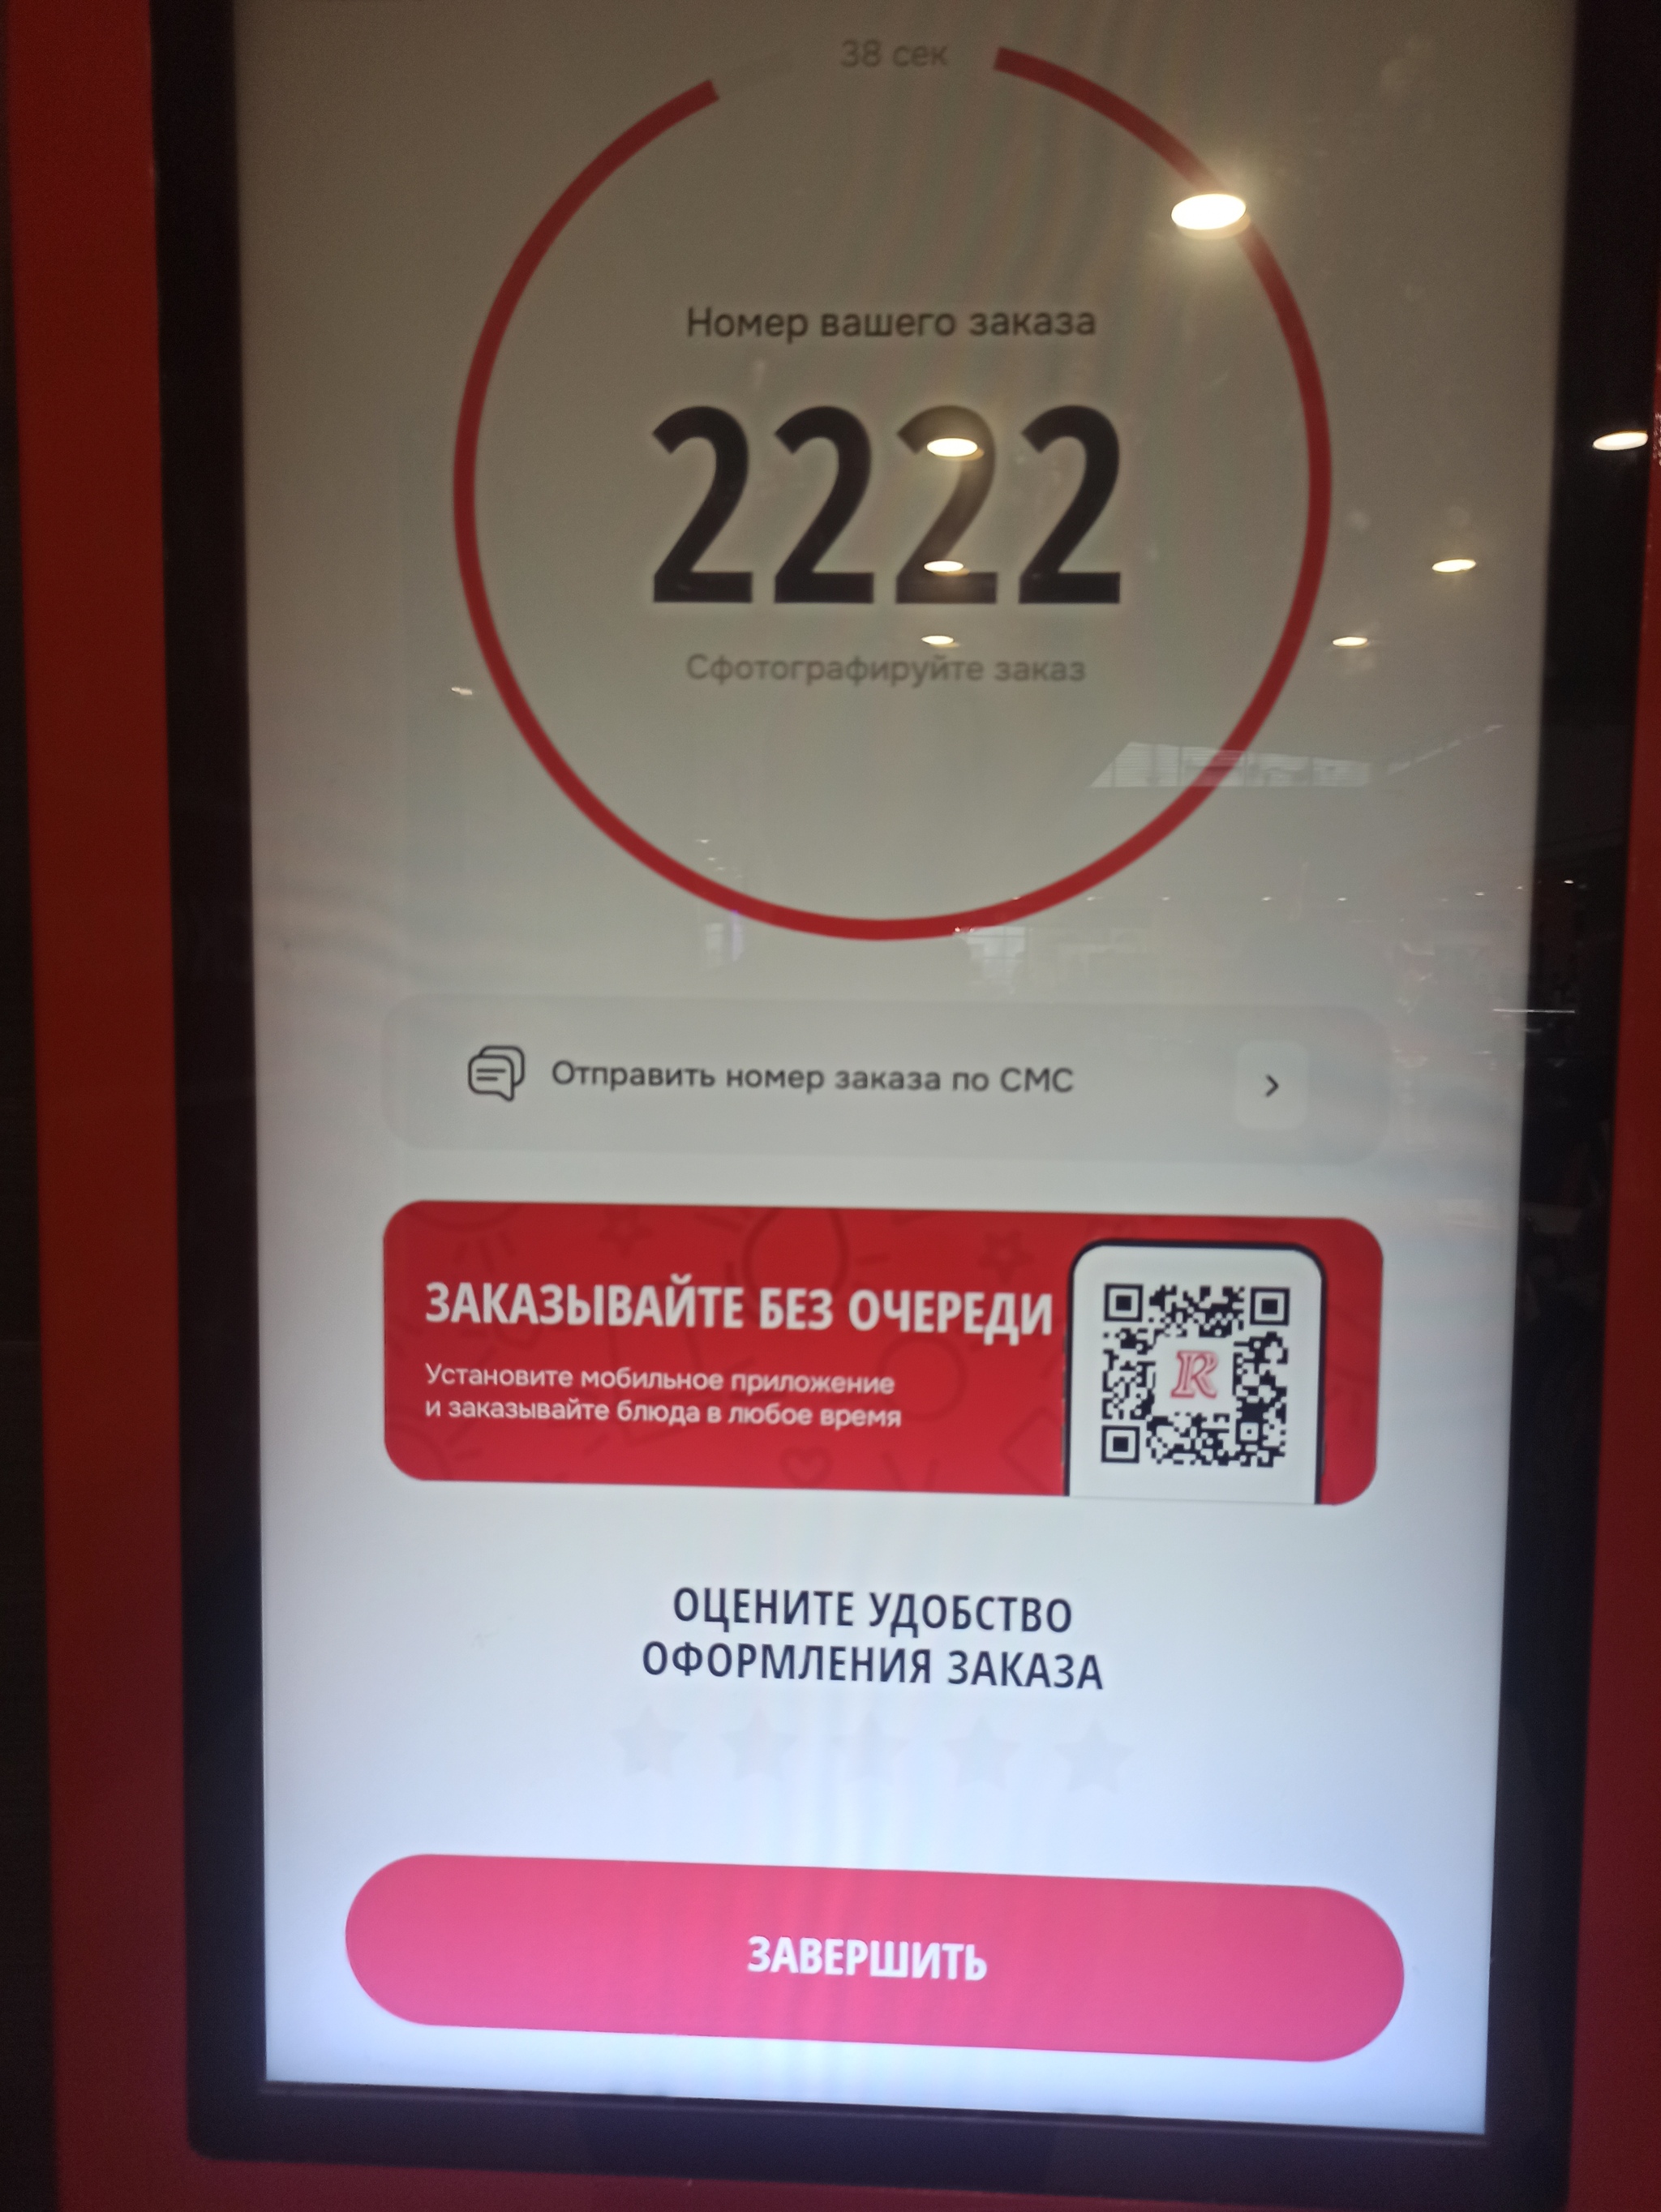 38 сек
Номер вашего заказа
2222
Сфотографируйте заказ
Отправить номер заказа по СМС
ЗАКАЗЫВАЙТЕ БЕЗ ОЧЕРЕДИ
Установите мобильное приложение
и заказывайте блюда в любое время
R
ОЦЕНИТЕ УДОБСТВО
ОФОРМЛЕНИЯ ЗАКАЗА
ЗАВЕРШИТЬ